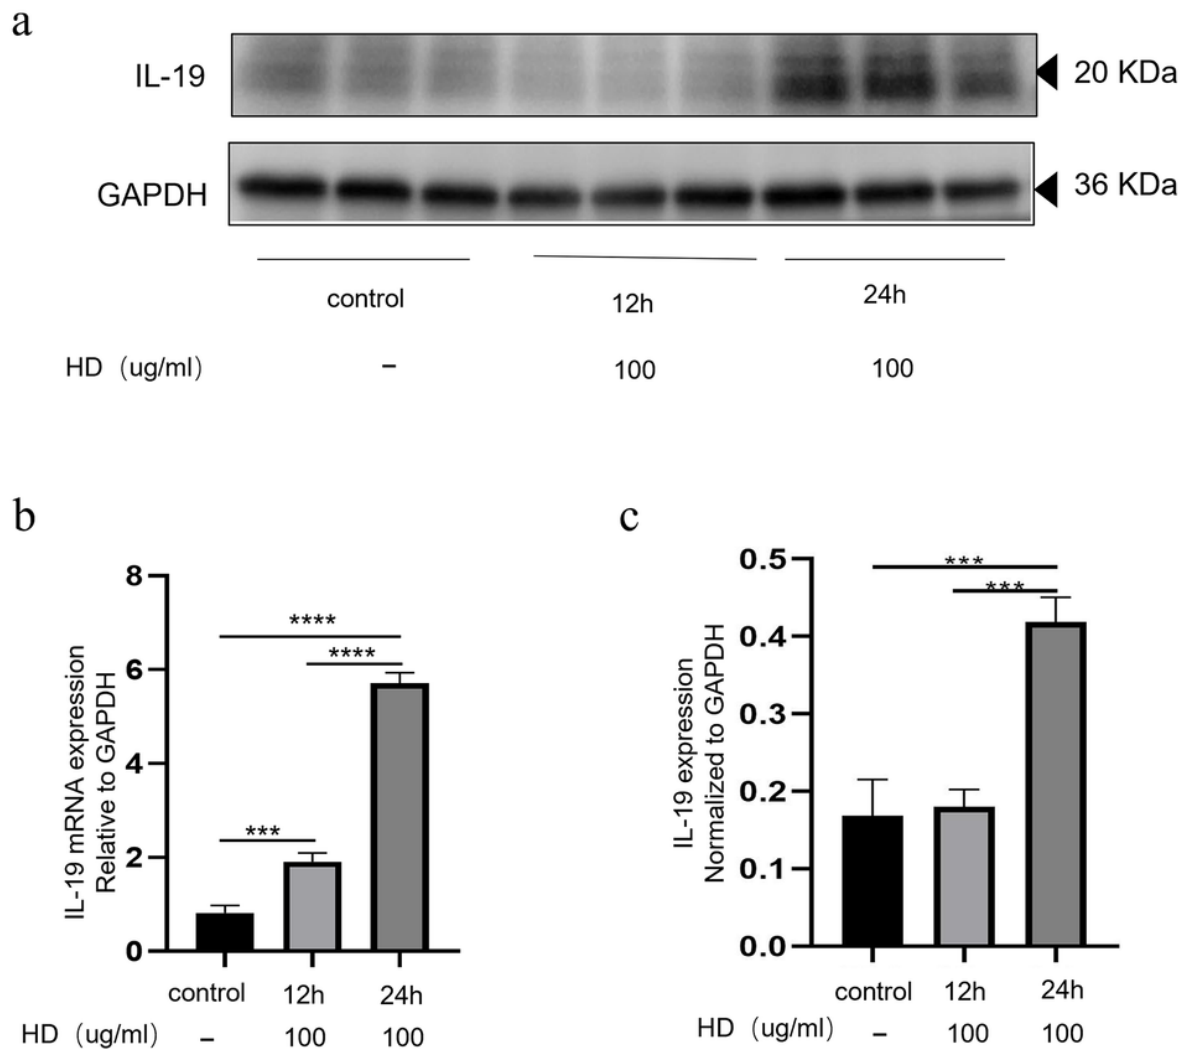 a
IL-19
20 KDa
GAPDH
36 KDa
control
12h
24h
HD（ug/ml） – 100 100
b
IL-19 mRNA expression
Relative to GAPDH
8
6
4
2
0
****
****
***
control 12h 24h
HD（ug/ml） – 100 100
c
IL-19 expression
Normalized to GAPDH
0.5
0.4
0.3
0.2
0.1
0.0
***
***
control 12h 24h
HD（ug/ml） – 100 100